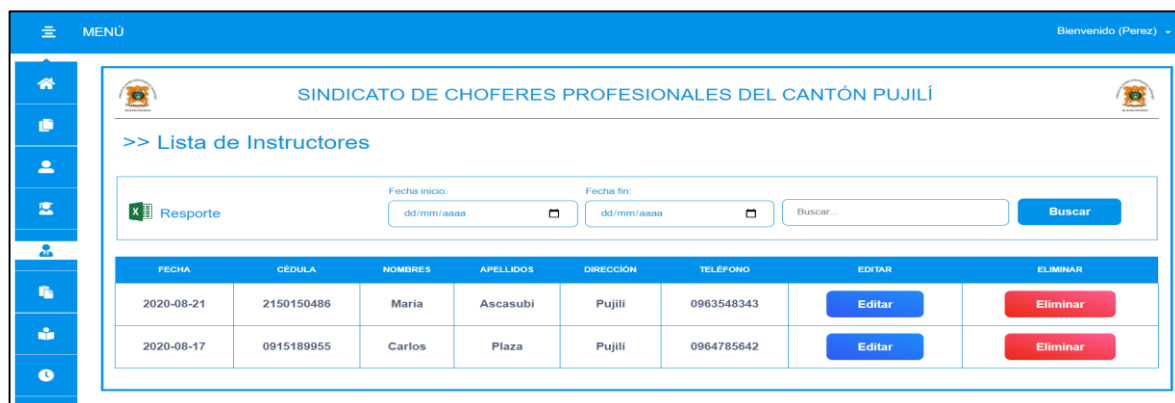 MENÚ
Bienvenido (Perez)
SINDICATO DE CHOFERES PROFESIONALES DEL CANTÓN PUJILÍ
>> Lista de Instructores
Fecha inicio:
Fecha fin:
Resporte
dd/mm/aaaa
dd/mm/aaaa
Buscar...
Buscar
FECHA CÉDULA NOMBRES APELLIDOS DIRECCIÓN TELÉFONO EDITAR ELIMINAR
2020-08-21 2150150486 Maria Ascasubi Pujilí 0963548343 Editar Eliminar
2020-08-17 0915189955 Carlos Plaza Pujilí 0964785642 Editar Eliminar